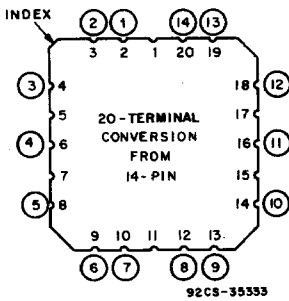 INDEX
2 1 14 13
3 2 1 20 19
3 4 18 12
5 17
4 6 16 11
7 15
5 8 14 10
20-TERMINAL
CONVERSION
FROM
14-PIN
9 10 11 12 13
6 7 8 9
92CS-35333